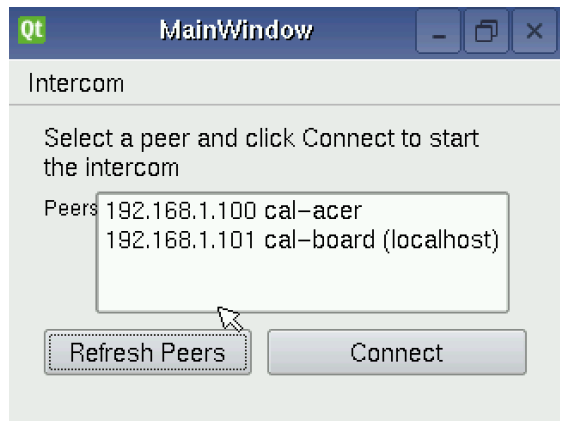 Qt MainWindow
Intercom
Select a peer and click Connect to start
the intercom
Peers 192.168.1.100 cal-acer
192.168.1.101 cal-board (localhost)
Refresh Peers Connect